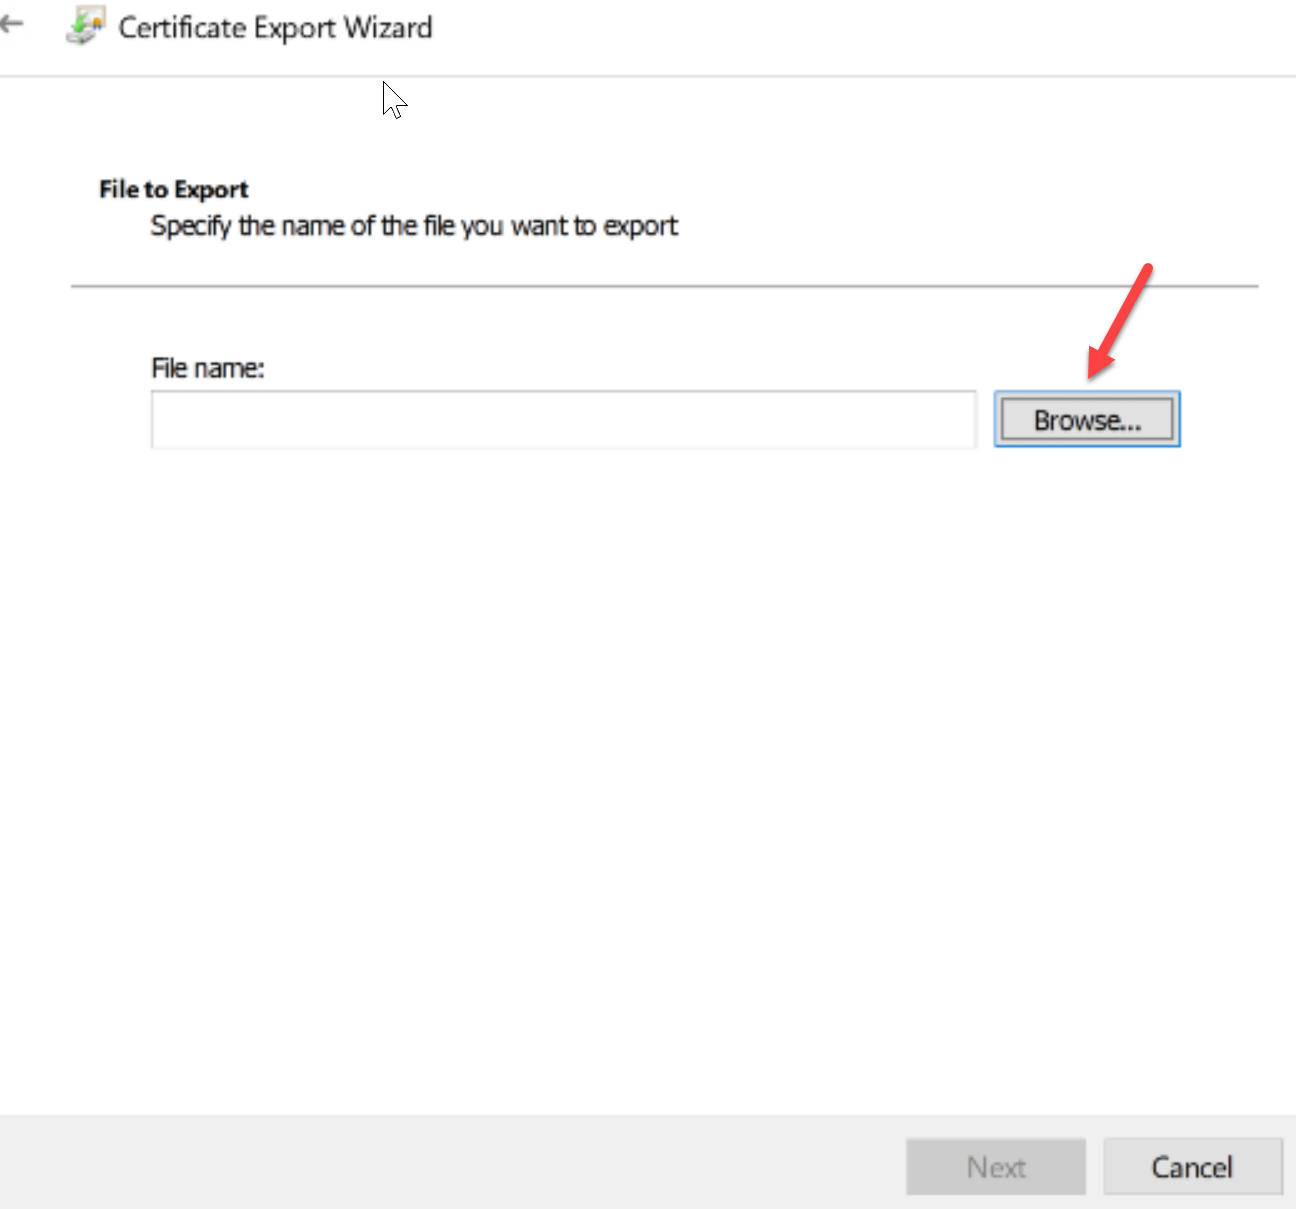 Certificate Export Wizard
File to Export
Specify the name of the file you want to export
File name:
Browse...
Next
Cancel